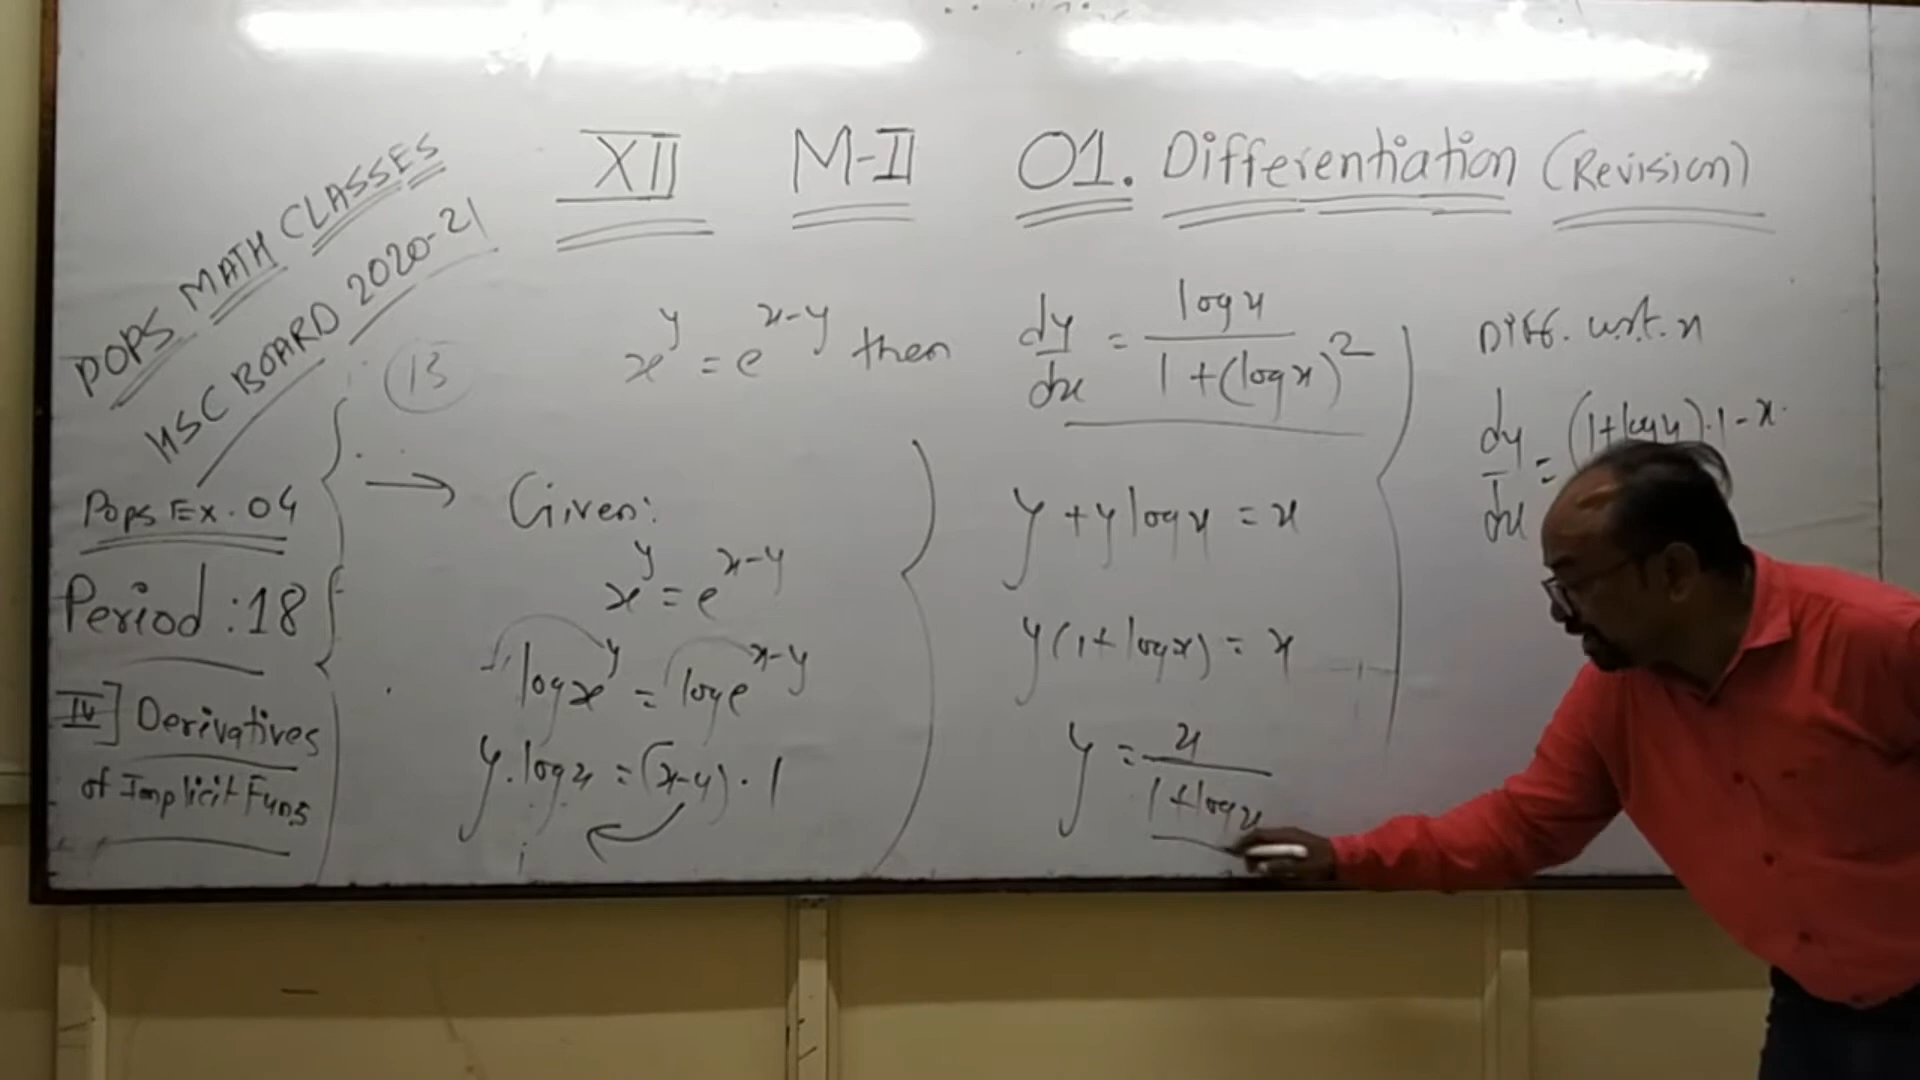 POPS MATH CLASSES
HSC BOARD 2020-21
XII M-II 01. Differentiation (Revision)
Pops Ex. 04
Period : 18
IV] Derivatives
of Implicit Funs
13
x^y = e^(x-y) then dy/dx = log x / 1+(log x)^2
→ Given:
x^y = e^(x-y)
log x^y = log e^(x-y)
y. log x = (x-y) · 1
y + y log x = x
y(1 + log x) = x
y = x / 1+log x
Diff. w.r.t. x
dy/dx = (1+log x).1 - x.